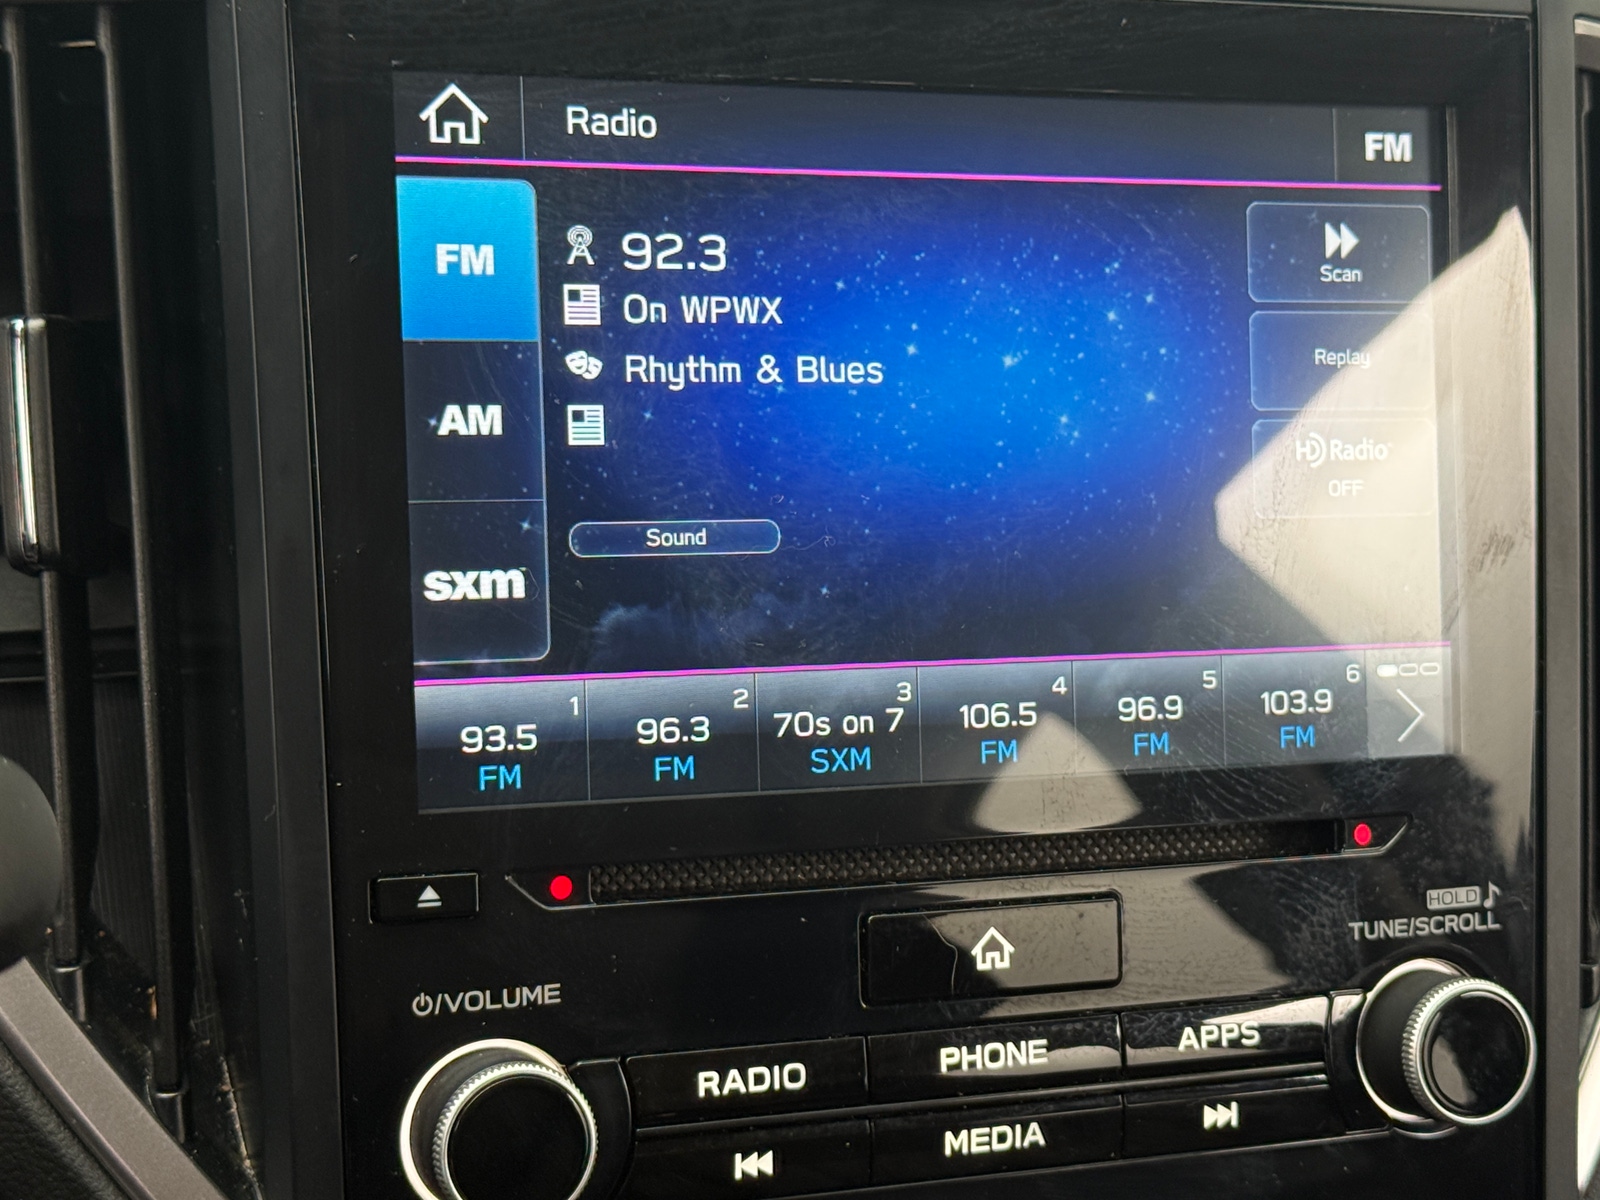 Radio
FM
FM
AM
sxm
92.3
On WPWX
Rhythm & Blues
Sound
Scan
Replay
HD Radio
OFF
1
93.5
FM
2
96.3
FM
3
70s on 7
SXM
4
106.5
FM
5
96.9
FM
6
103.9
FM
HOLD
TUNE/SCROLL
/VOLUME
RADIO
PHONE
APPS
MEDIA